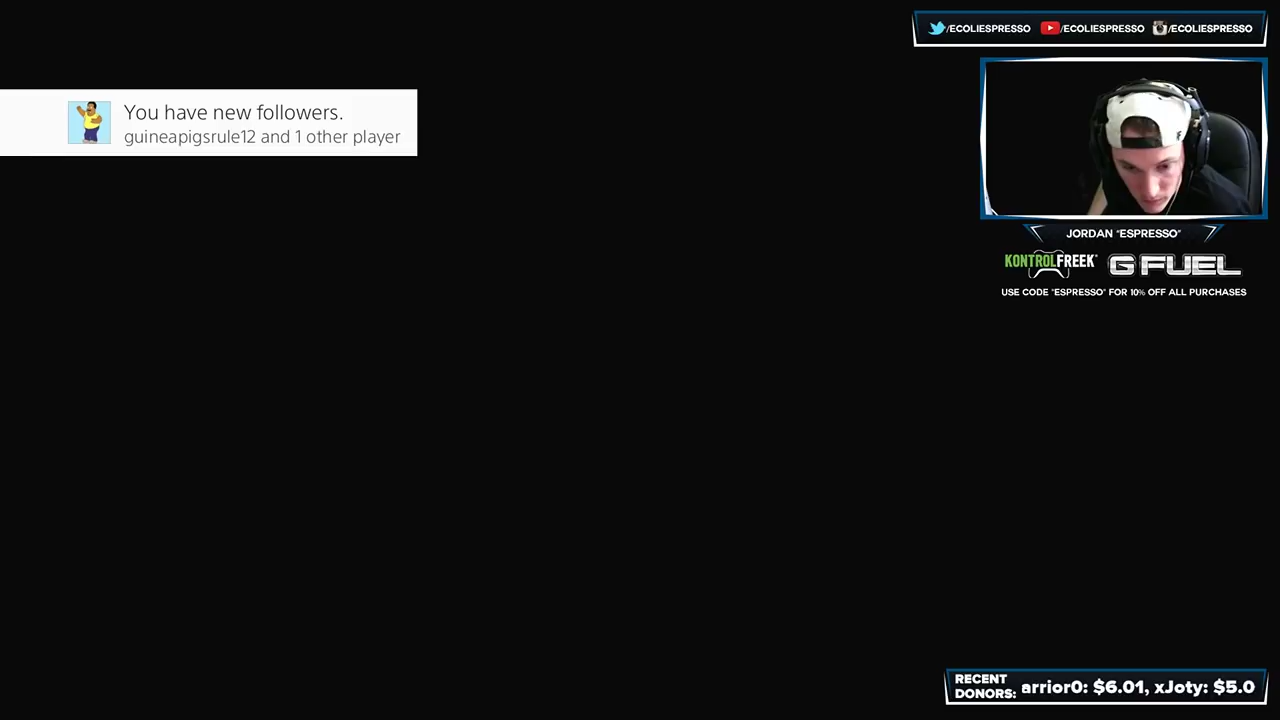 /ECOLIESPRESSO /ECOLIESPRESSO /ECOLIESPRESSO
You have new followers.
guineapigsrule12 and 1 other player
JORDAN "ESPRESSO"
KONTROLFREEK G FUEL
USE CODE "ESPRESSO" FOR 10% OFF ALL PURCHASES
RECENT DONORS: arrior0: $6.01, xJoty: $5.0